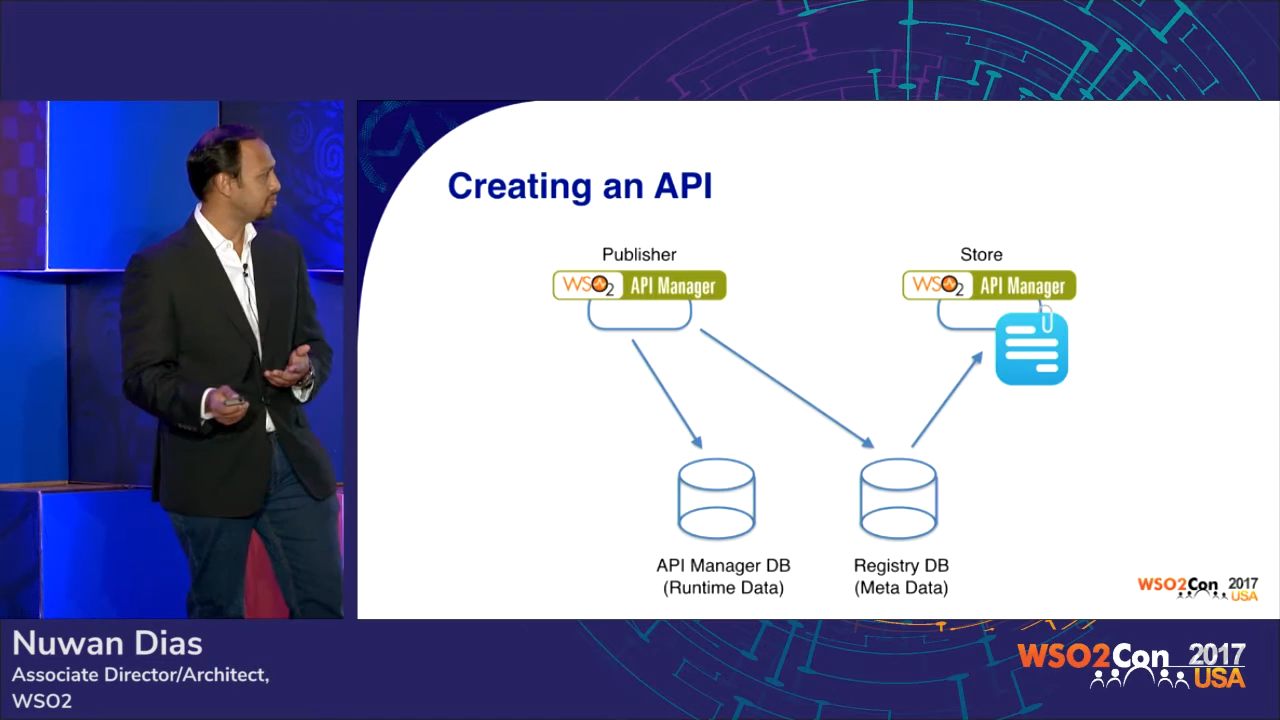 Creating an API
Publisher
WSO2 API Manager
Store
WSO2 API Manager
API Manager DB
(Runtime Data)
Registry DB
(Meta Data)
WSO2Con 2017
USA
Nuwan Dias
Associate Director/Architect,
WSO2
WSO2Con 2017
USA